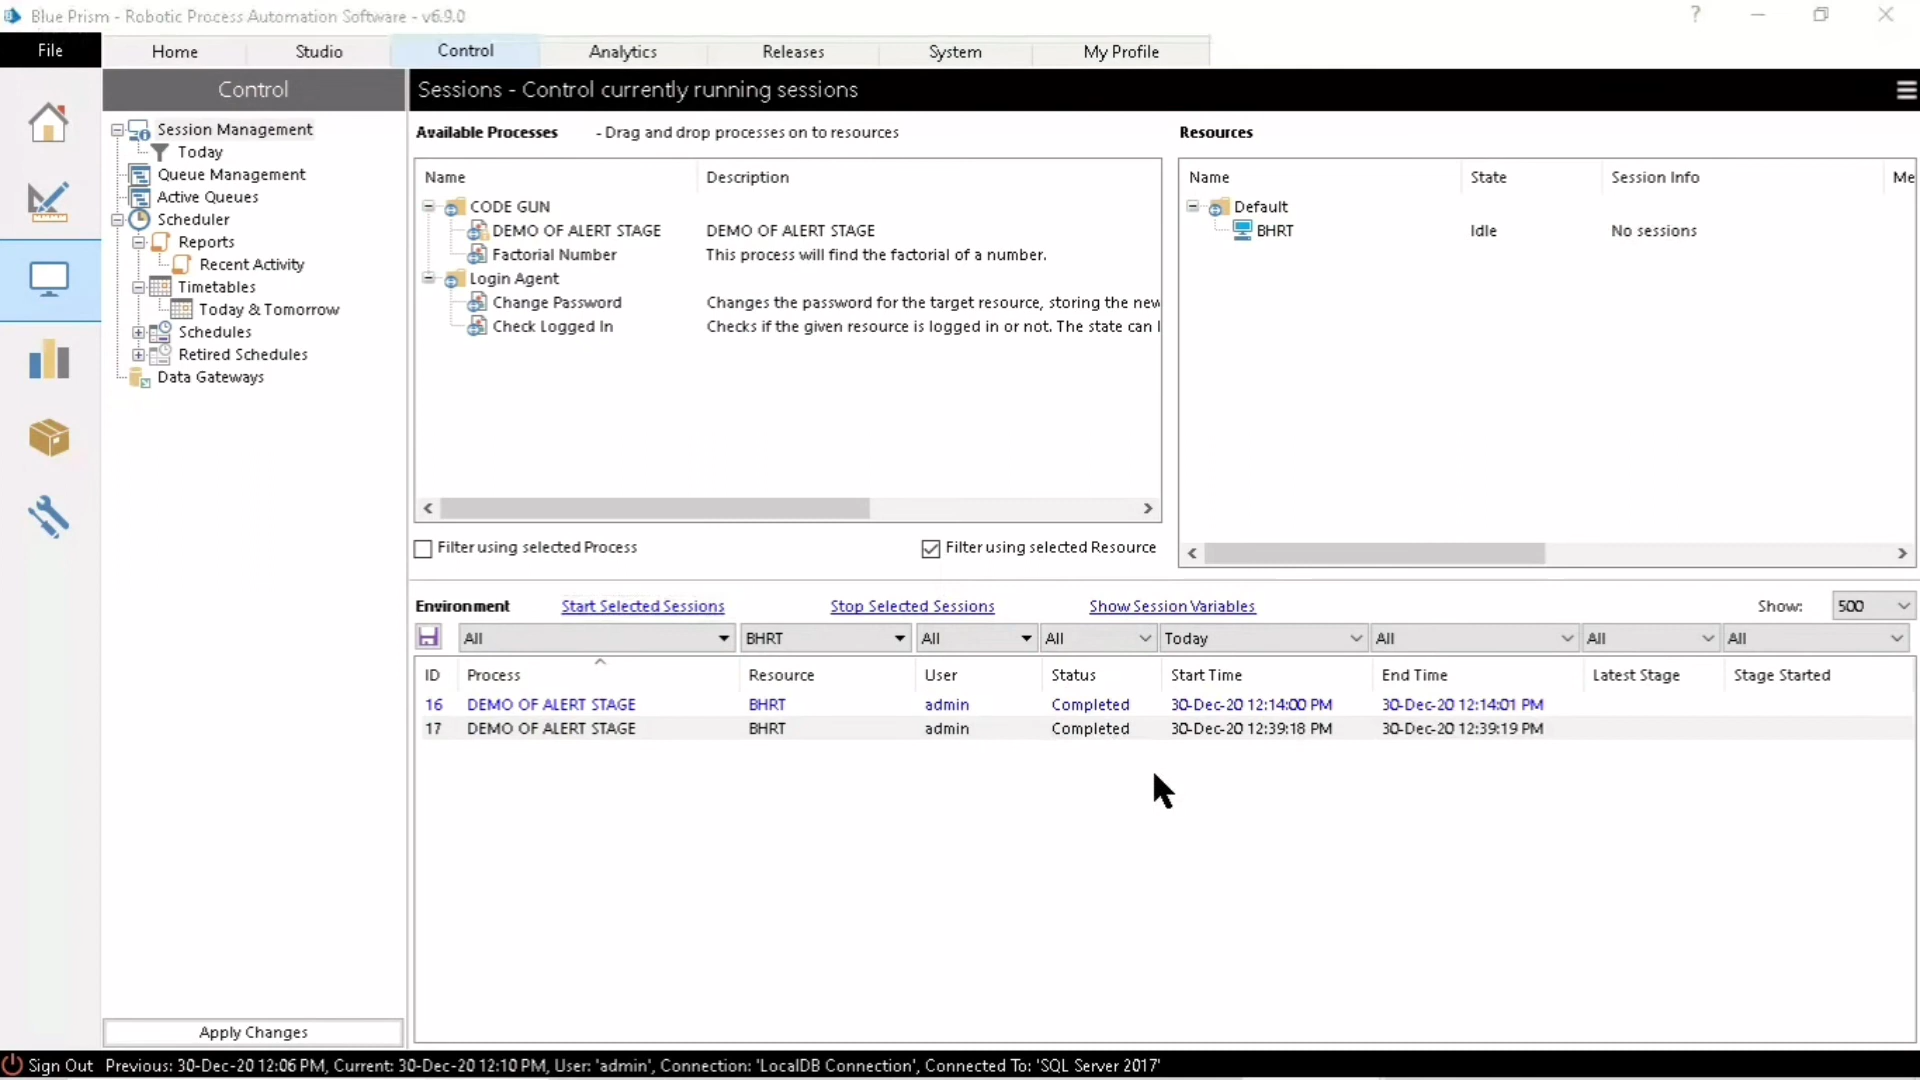 Blue Prism - Robotic Process Automation Software - v6.9.0
?
File Home Studio Control Analytics Releases System My Profile
Control
Sessions - Control currently running sessions
Session Management
Today
Queue Management
Active Queues
Scheduler
Reports
Recent Activity
Timetables
Today & Tomorrow
Schedules
Retired Schedules
Data Gateways
Apply Changes
Available Processes - Drag and drop processes on to resources
Name Description
CODE GUN
DEMO OF ALERT STAGE DEMO OF ALERT STAGE
Factorial Number This process will find the factorial of a number.
Login Agent
Change Password Changes the password for the target resource, storing the new
Check Logged In Checks if the given resource is logged in or not. The state can
Filter using selected Process
Filter using selected Resource
Resources
Name State Session Info Me
Default
BHRT Idle No sessions
Environment Start Selected Sessions Stop Selected Sessions Show Session Variables Show: 500
All BHRT All All Today All All All
ID Process Resource User Status Start Time End Time Latest Stage Stage Started
16 DEMO OF ALERT STAGE BHRT admin Completed 30-Dec-20 12:14:00 PM 30-Dec-20 12:14:01 PM
17 DEMO OF ALERT STAGE BHRT admin Completed 30-Dec-20 12:39:18 PM 30-Dec-20 12:39:19 PM
Sign Out Previous: 30-Dec-20 12:06 PM, Current: 30-Dec-20 12:10 PM, User: 'admin', Connection: 'LocalDB Connection', Connected To: 'SQL Server 2017'